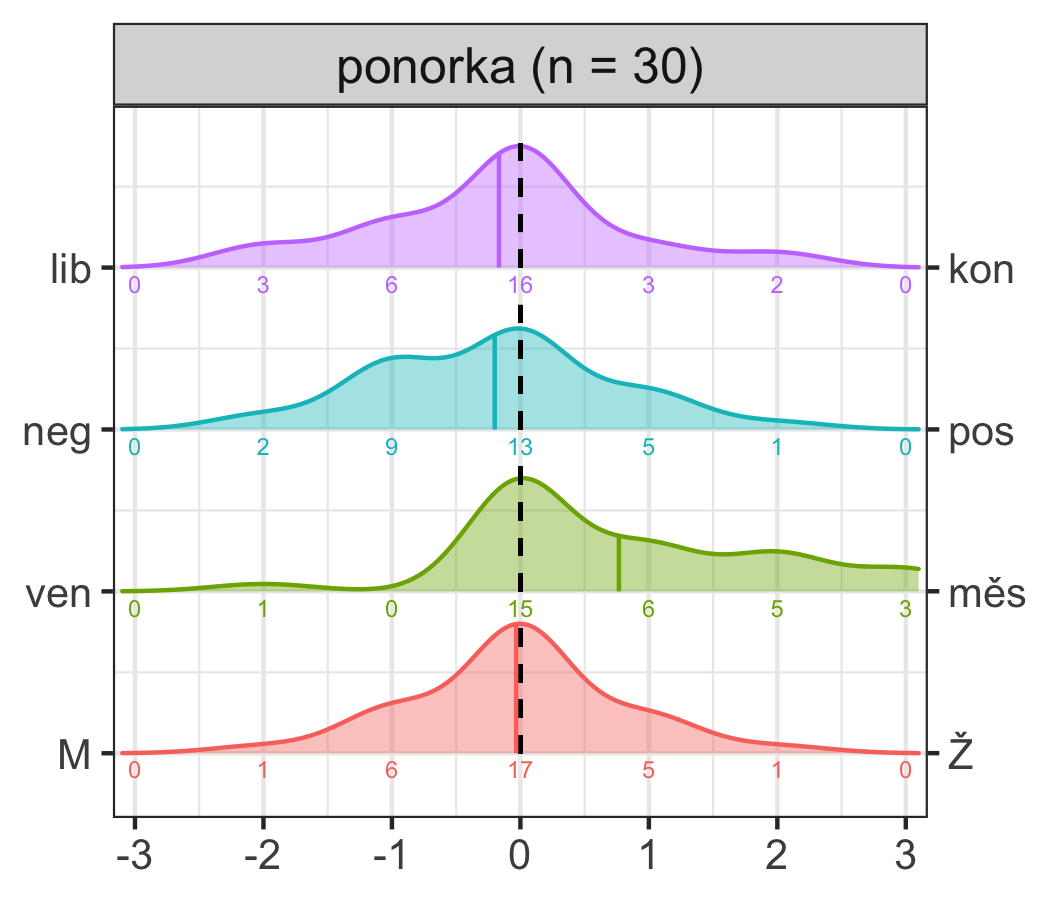 ponorka (n = 30)
lib kon
0 3 6 16 3 2 0
neg pos
0 2 9 13 5 1 0
ven měs
0 1 0 15 6 5 3
M Ž
0 1 6 17 5 1 0
-3 -2 -1 0 1 2 3